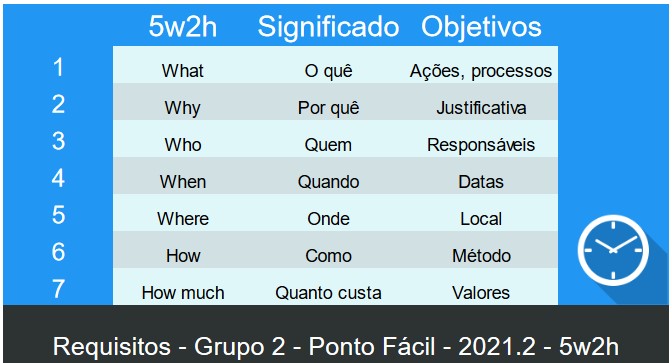 5w2h Significado Objetivos
1 What O quê Ações, processos
2 Why Por quê Justificativa
3 Who Quem Responsáveis
4 When Quando Datas
5 Where Onde Local
6 How Como Método
7 How much Quanto custa Valores
Requisitos - Grupo 2 - Ponto Fácil - 2021.2 - 5w2h